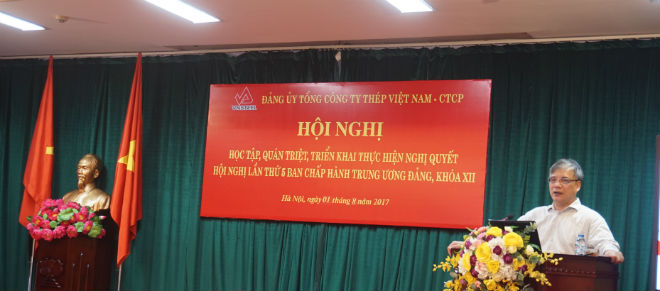 ĐẢNG ỦY TỔNG CÔNG TY THÉP VIỆT NAM - CTCP
HỘI NGHỊ
HỌC TẬP, QUÁN TRIỆT, TRIỂN KHAI THỰC HIỆN NGHỊ QUYẾT
HỘI NGHỊ LẦN THỨ 5 BAN CHẤP HÀNH TRUNG ƯƠNG ĐẢNG, KHÓA XII
Hà Nội, ngày 01 tháng 8 năm 2017